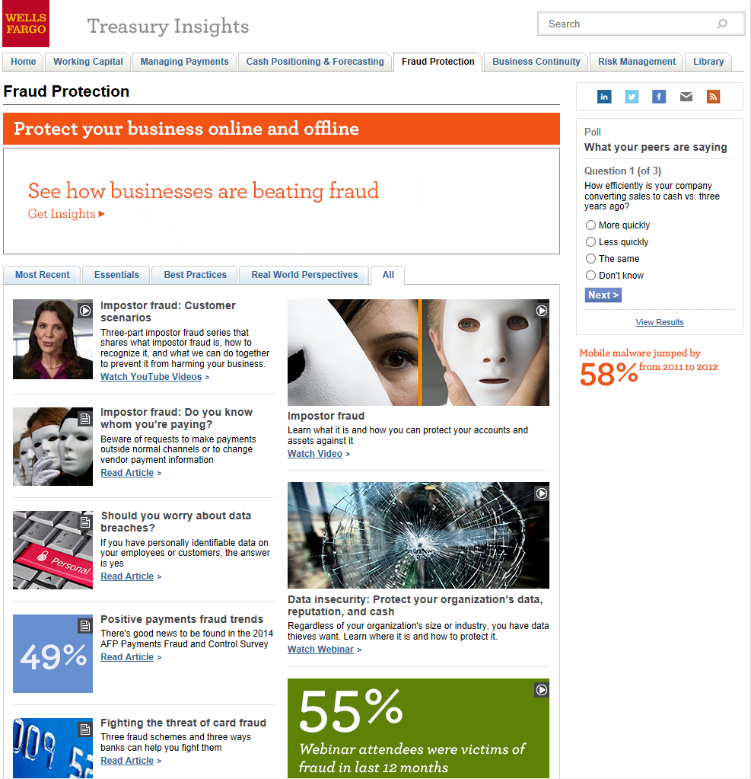 WELLS
FARGO
Treasury Insights
Search
Home
Working Capital
Managing Payments
Cash Positioning & Forecasting
Fraud Protection
Business Continuity
Risk Management
Library
Fraud Protection
Protect your business online and offline
See how businesses are beating fraud
Get Insights ▸
Most Recent
Essentials
Best Practices
Real World Perspectives
All
Impostor fraud: Customer
scenarios
Three-part impostor fraud series that
shares what impostor fraud is, how to
recognize it, and what we can do together
to prevent it from harming your business.
Watch YouTube Videos >
Impostor fraud: Do you know
whom you're paying?
Beware of requests to make payments
outside normal channels or to change
vendor payment information
Read Article >
Personal
Should you worry about data
breaches?
If you have personally identifiable data on
your employees or customers, the answer
is yes
Read Article >
49%
Positive payments fraud trends
There's good news to be found in the 2014
AFP Payments Fraud and Control Survey
Read Article >
009 5
Fighting the threat of card fraud
Three fraud schemes and three ways
banks can help you fight them
Read Article >
Impostor fraud
Learn what it is and how you can protect your accounts and
assets against it
Watch Video >
Data insecurity: Protect your organization's data,
reputation, and cash
Regardless of your organization's size or industry, you have data
thieves want. Learn where it is and how to protect it.
Watch Webinar >
55%
Webinar attendees were victims of
fraud in last 12 months
in
f
Poll
What your peers are saying
Question 1 (of 3)
How efficiently is your company
converting sales to cash vs. three
years ago?
More quickly
Less quickly
The same
Don't know
Next >
View Results
Mobile malware jumped by
58% from 2011 to 2012